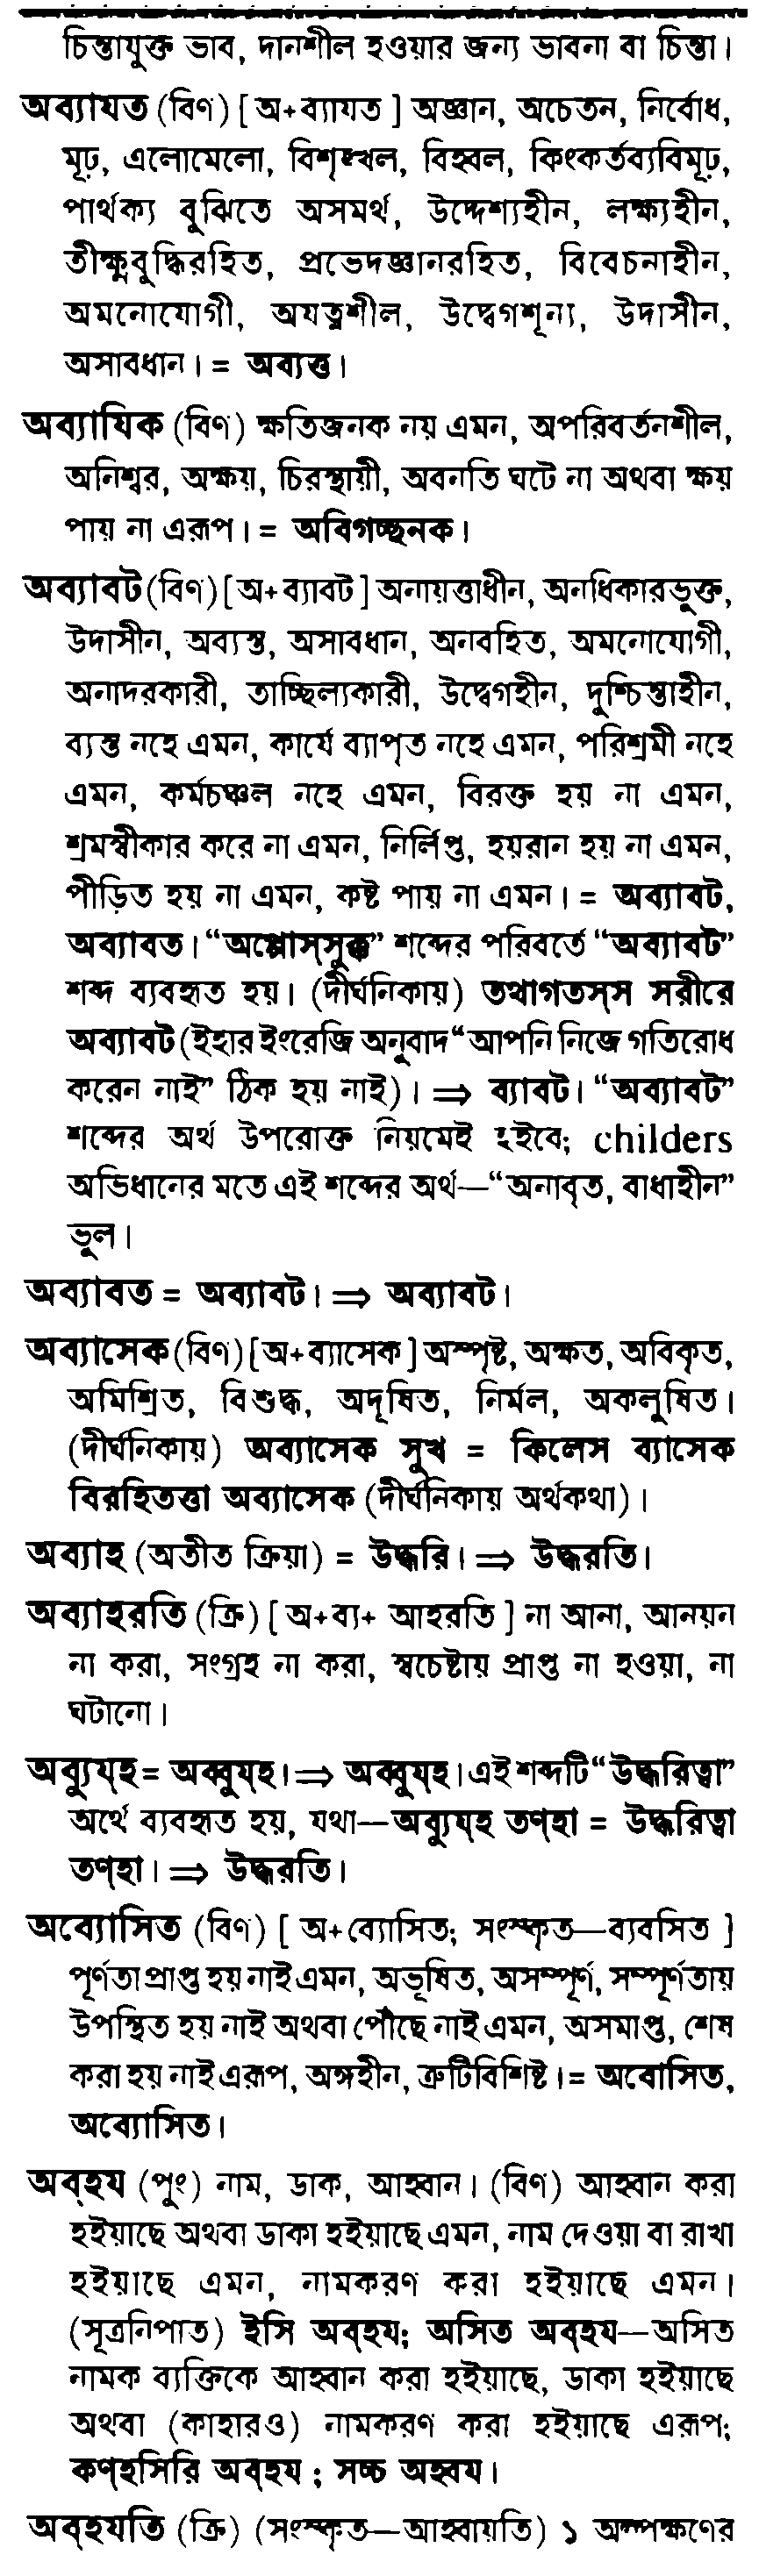 চিন্তাযুক্ত ভাব, দানশীল হওয়ার জন্য ভাবনা বা চিন্তা।
অব্যাযত (বিণ) [ অ+ব্যাযত ] অজ্ঞান, অচেতন, নির্বোধ,
মূঢ়, এলোমেলো, বিশৃঙ্খল, বিহ্বল, কিংকর্তব্যবিমূঢ়,
পার্থক্য বুঝিতে অসমর্থ, উদ্দেশ্যহীন, লক্ষ্যহীন,
তীক্ষ্ণবুদ্ধিরহিত, প্রভেদজ্ঞানরহিত, বিবেচনাহীন,
অমনোযোগী, অযত্নশীল, উদ্বেগশূন্য, উদাসীন,
অসাবধান। = অব্যত্ত।
অব্যাযিক (বিণ) ক্ষতিজনক নয় এমন, অপরিবর্তনশীল,
অনিশ্বর, অক্ষয়, চিরস্থায়ী, অবনতি ঘটে না অথবা ক্ষয়
পায় না এরূপ। = অবিগচ্ছনক।
অব্যাবট (বিণ) [ অ+ব্যাবট ] অনায়ত্তাধীন, অনধিকারভুক্ত,
উদাসীন, অব্যস্ত, অসাবধান, অনবহিত, অমনোযোগী,
অনাদরকারী, তাচ্ছিল্যকারী, উদ্বেগহীন, দুশ্চিন্তাহীন,
ব্যস্ত নহে এমন, কার্যে ব্যাপৃত নহে এমন, পরিশ্রমী নহে
এমন, কর্মচঞ্চল নহে এমন, বিরক্ত হয় না এমন,
শ্রমস্বীকার করে না এমন, নির্লিপ্ত, হয়রান হয় না এমন,
পীড়িত হয় না এমন, কষ্ট পায় না এমন। = অব্যাবট,
অব্যাবত। “অপ্পোস্সুক্ক” শব্দের পরিবর্তে “অব্যাবট”
শব্দ ব্যবহৃত হয়। (দীর্ঘনিকায়) তথাগতস্স সরীরে
অব্যাবট (ইহার ইংরেজি অনুবাদ “আপনি নিজে গতিরোধ
করেন নাই” ঠিক হয় নাই)। ⇒ ব্যাবট। “অব্যাবট”
শব্দের অর্থ উপরোক্ত নিয়মেই হইবে; childers
অভিধানের মতে এই শব্দের অর্থ—“অনাবৃত, বাধাহীন”
ভুল।
অব্যাবত = অব্যাবট। ⇒ অব্যাবট।
অব্যাসেক (বিণ) [ অ+ব্যাসেক ] অস্পৃষ্ট, অক্ষত, অবিকৃত,
অমিশ্রিত, বিশুদ্ধ, অদূষিত, নির্মল, অকলুষিত।
(দীর্ঘনিকায়) অব্যাসেক সুখ = কিলেস ব্যাসেক
বিরহিতত্তা অব্যাসেক (দীর্ঘনিকায় অর্থকথা)।
অব্যাহ (অতীত ক্রিয়া) = উদ্ধরি। ⇒ উদ্ধরতি।
অব্যাহরতি (ক্রি) [ অ+ব্য+ আহরতি ] না আনা, আনয়ন
না করা, সংগ্রহ না করা, স্বচেষ্টায় প্রাপ্ত না হওয়া, না
ঘটানো।
অব্যুয্হ = অব্বুয্হ। ⇒ অব্বুয্হ। এই শব্দটি “উদ্ধরিত্বা”
অর্থে ব্যবহৃত হয়, যথা—অব্যুয্হ তণ্হা = উদ্ধরিত্বা
তণ্হা। ⇒ উদ্ধরতি।
অব্যোসিত (বিণ) [ অ+ব্যোসিত; সংস্কৃত—ব্যবসিত ]
পূর্ণতা প্রাপ্ত হয় নাই এমন, অভূষিত, অসম্পূর্ণ, সম্পূর্ণতায়
উপস্থিত হয় নাই অথবা পৌঁছে নাই এমন, অসমাপ্ত, শেষ
করা হয় নাই এরূপ, অঙ্গহীন, ত্রুটিবিশিষ্ট। = অবোসিত,
অব্যোসিত।
অব্হয (পুং) নাম, ডাক, আহ্বান। (বিণ) আহ্বান করা
হইয়াছে অথবা ডাকা হইয়াছে এমন, নাম দেওয়া বা রাখা
হইয়াছে এমন, নামকরণ করা হইয়াছে এমন।
(সূত্রনিপাত) ইসি অব্হয; অসিত অব্হয—অসিত
নামক ব্যক্তিকে আহ্বান করা হইয়াছে, ডাকা হইয়াছে
অথবা (কাহারও) নামকরণ করা হইয়াছে এরূপ;
কণ্হসিরি অব্হয ; সচ্চ অহ্বয।
অব্হযতি (ক্রি) (সংস্কৃত—আহ্বায়তি) ১ অল্পক্ষণের